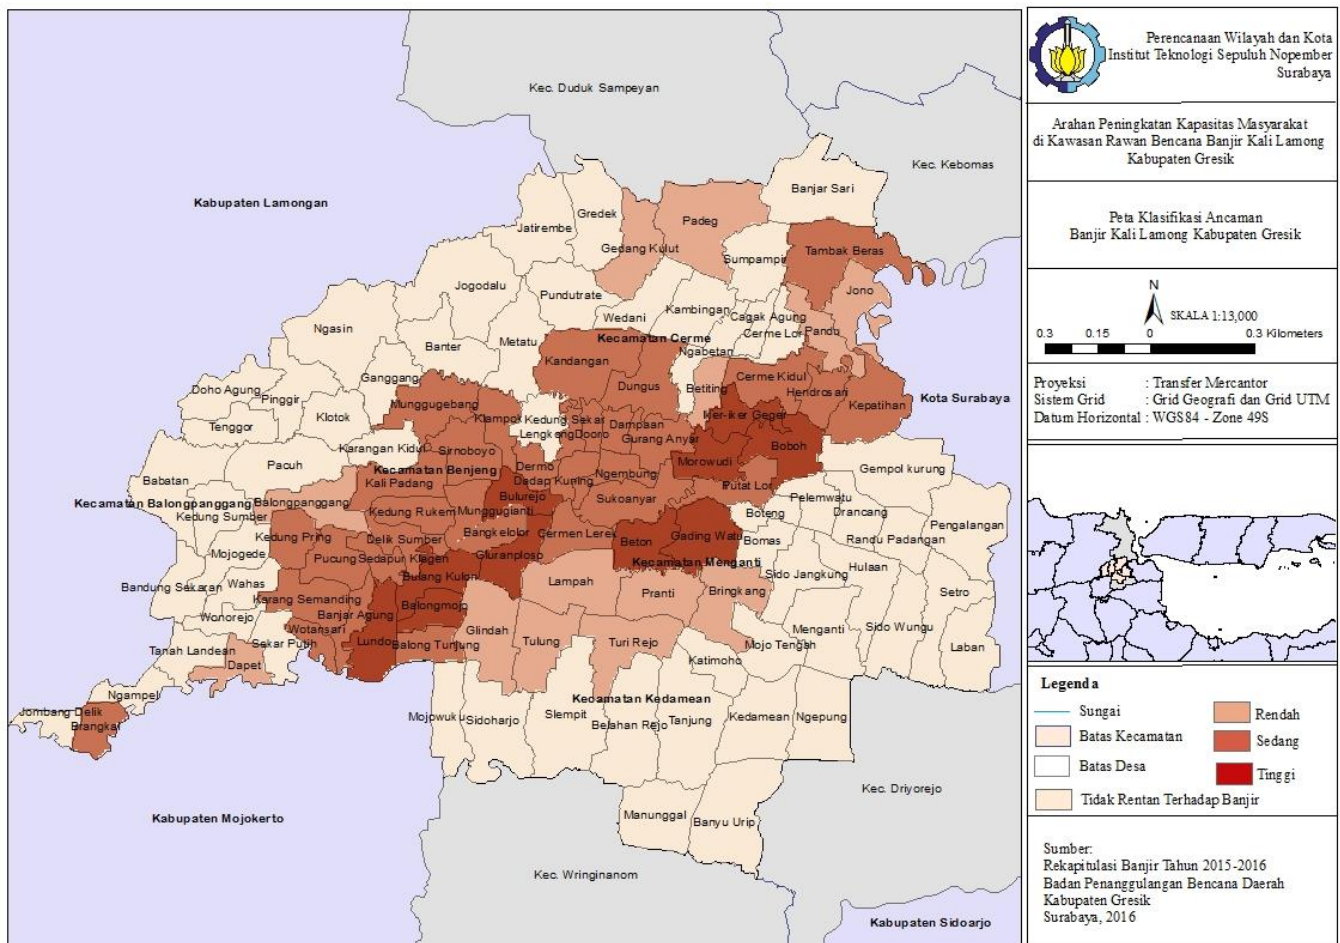 Kec. Duduk Sampeyan
Kec. Kebomas
Kabupaten Lamongan
Banjar Sari
Gredek
Jatirembe
Padeg
Gedang Kulut
Tambak Beras
Sumpampir
Jogodalu
Pundutrate
Jono
Kambingan
Wedani
Cagak Agung
Ngasin
Metatu
Kecamatan Cerme
Cerme Lor
Pandu
Banter
Ngabetan
Kandangan
Ganggang
Dungus
Betiting
Cerme Kidul
Doho Agung
Pinggir
Hendrosari
Kota Surabaya
Munggugebang
Kepatihan
Klotok
Klampok
Kedung Sekar
Iker-iker Geger
Tenggor
Lengkong
Dooro
Dampaan
Gurang Anyar
Karangan Kidul
Sirnoboyo
Boboh
Pacuh
Dermo
Morowudi
Gempol kurung
Kecamatan Benjeng
Ngembung
Babatan
Kali Padang
Dadap Kuning
Putat Lor
Bulurejo
Sukoanyar
Pelemwatu
Kecamatan Balongpanggang
Balongpanggang
Kedung Rukem
Munggugianti
Boteng
Drancang
Kedung Sumber
Pengalangan
Kedung Pring
Delik Sumber
Bangkelolor
Cermen Lerek
Beton
Gading Watu
Bomas
Randu Padangan
Mojogede
Pucung
Sedapur Klagen
Gluranploso
Kecamatan Menganti
Hulaan
Bandung Sekaran
Wahas
Bulang Kulon
Lampah
Sido Jangkung
Pranti
Bringkang
Setro
Karang Semanding
Balongmojo
Wonorejo
Banjar Agung
Wotansari
Glindah
Menganti
Sido Wungu
Sekar Putih
Lundo
Balong Tunjung
Tulung
Turi Rejo
Mojo Tengah
Laban
Tanah Landean
Dapet
Katimoho
Ngampel
Kecamatan Kedamean
Jombang Delik
Brangkal
Mojowuku
Sidoharjo
Slempit
Belahan Rejo
Tanjung
Kedamean
Ngepung
Kec. Driyorejo
Kabupaten Mojokerto
Manunggal
Banyu Urip
Kec. Wringinanom
Kabupaten Sidoarjo
Perencanaan Wilayah dan Kota
Institut Teknologi Sepuluh Nopember
Surabaya
Arahan Peningkatan Kapasitas Masyarakat
di Kawasan Rawan Bencana Banjir Kali Lamong
Kabupaten Gresik
Peta Klasifikasi Ancaman
Banjir Kali Lamong Kabupaten Gresik
N
SKALA 1:13,000
0.3 0.15 0 0.3 Kilometers
Proyeksi : Transfer Mercantor
Sistem Grid : Grid Geografi dan Grid UTM
Datum Horizontal : WGS84 - Zone 49S
Legenda
Sungai
Rendah
Batas Kecamatan
Sedang
Batas Desa
Tinggi
Tidak Rentan Terhadap Banjir
Sumber:
Rekapitulasi Banjir Tahun 2015-2016
Badan Penanggulangan Bencana Daerah
Kabupaten Gresik
Surabaya, 2016